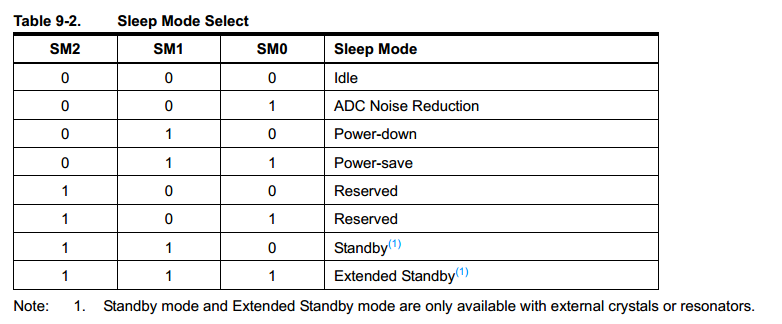 Table 9-2. Sleep Mode Select
SM2 SM1 SM0 Sleep Mode
0 0 0 Idle
0 0 1 ADC Noise Reduction
0 1 0 Power-down
0 1 1 Power-save
1 0 0 Reserved
1 0 1 Reserved
1 1 0 Standby(1)
1 1 1 Extended Standby(1)
Note: 1. Standby mode and Extended Standby mode are only available with external crystals or resonators.